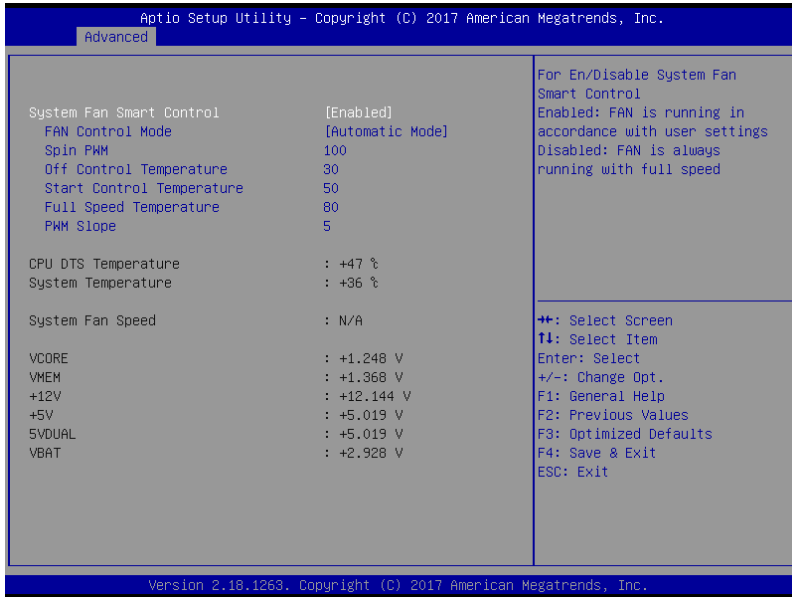 Aptio Setup Utility – Copyright (C) 2017 American Megatrends, Inc.
Advanced
System Fan Smart Control [Enabled]
FAN Control Mode [Automatic Mode]
Spin PWM 100
Off Control Temperature 30
Start Control Temperature 50
Full Speed Temperature 80
PWM Slope 5
CPU DTS Temperature : +47 ℃
System Temperature : +36 ℃
System Fan Speed : N/A
VCORE : +1.248 V
VMEM : +1.368 V
+12V : +12.144 V
+5V : +5.019 V
5VDUAL : +5.019 V
VBAT : +2.928 V
For En/Disable System Fan
Smart Control
Enabled: FAN is running in
accordance with user settings
Disabled: FAN is always
running with full speed
→←: Select Screen
↑↓: Select Item
Enter: Select
+/-: Change Opt.
F1: General Help
F2: Previous Values
F3: Optimized Defaults
F4: Save & Exit
ESC: Exit
Version 2.18.1263. Copyright (C) 2017 American Megatrends, Inc.